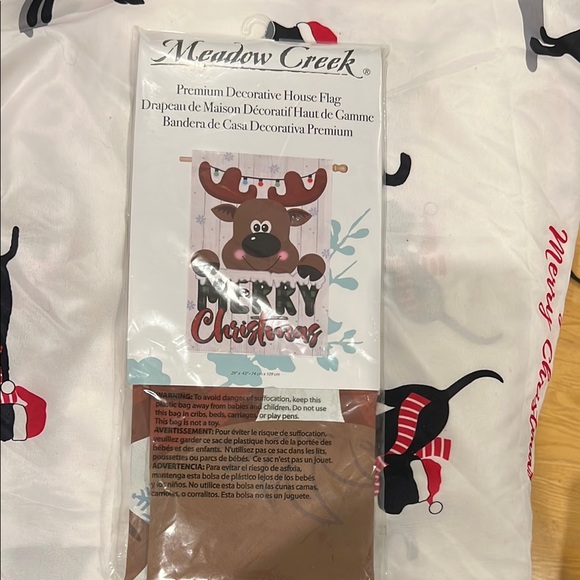 Meadow Creek®
Premium Decorative House Flag
Drapeau de Maison Décoratif Haut de Gamme
Bandera de Casa Decorativa Premium
MERRY
Christmas
WARNING: To avoid danger of suffocation, keep this
plastic bag away from babies and children. Do not use
this bag in cribs, beds, carriages or play pens.
This bag is not a toy.
AVERTISSEMENT: Pour éviter le risque de suffocation,
veuillez garder ce sac de plastique hors de la portée des
bébés et des enfants. N'utilizes pas ce sac dans les lits,
poussettes ou parcs de bébés. Ce sac n'est pas un jouet.
ADVERTENCIA: Para evitar el riesgo de asfixia,
mantenga esta bolsa de plástico lejos de los bebés
y los niños. No utilice esta bolsa en las cunas camas,
carriolas, o corralitos. Esta bolsa no es un juguete.
Merry Christmas